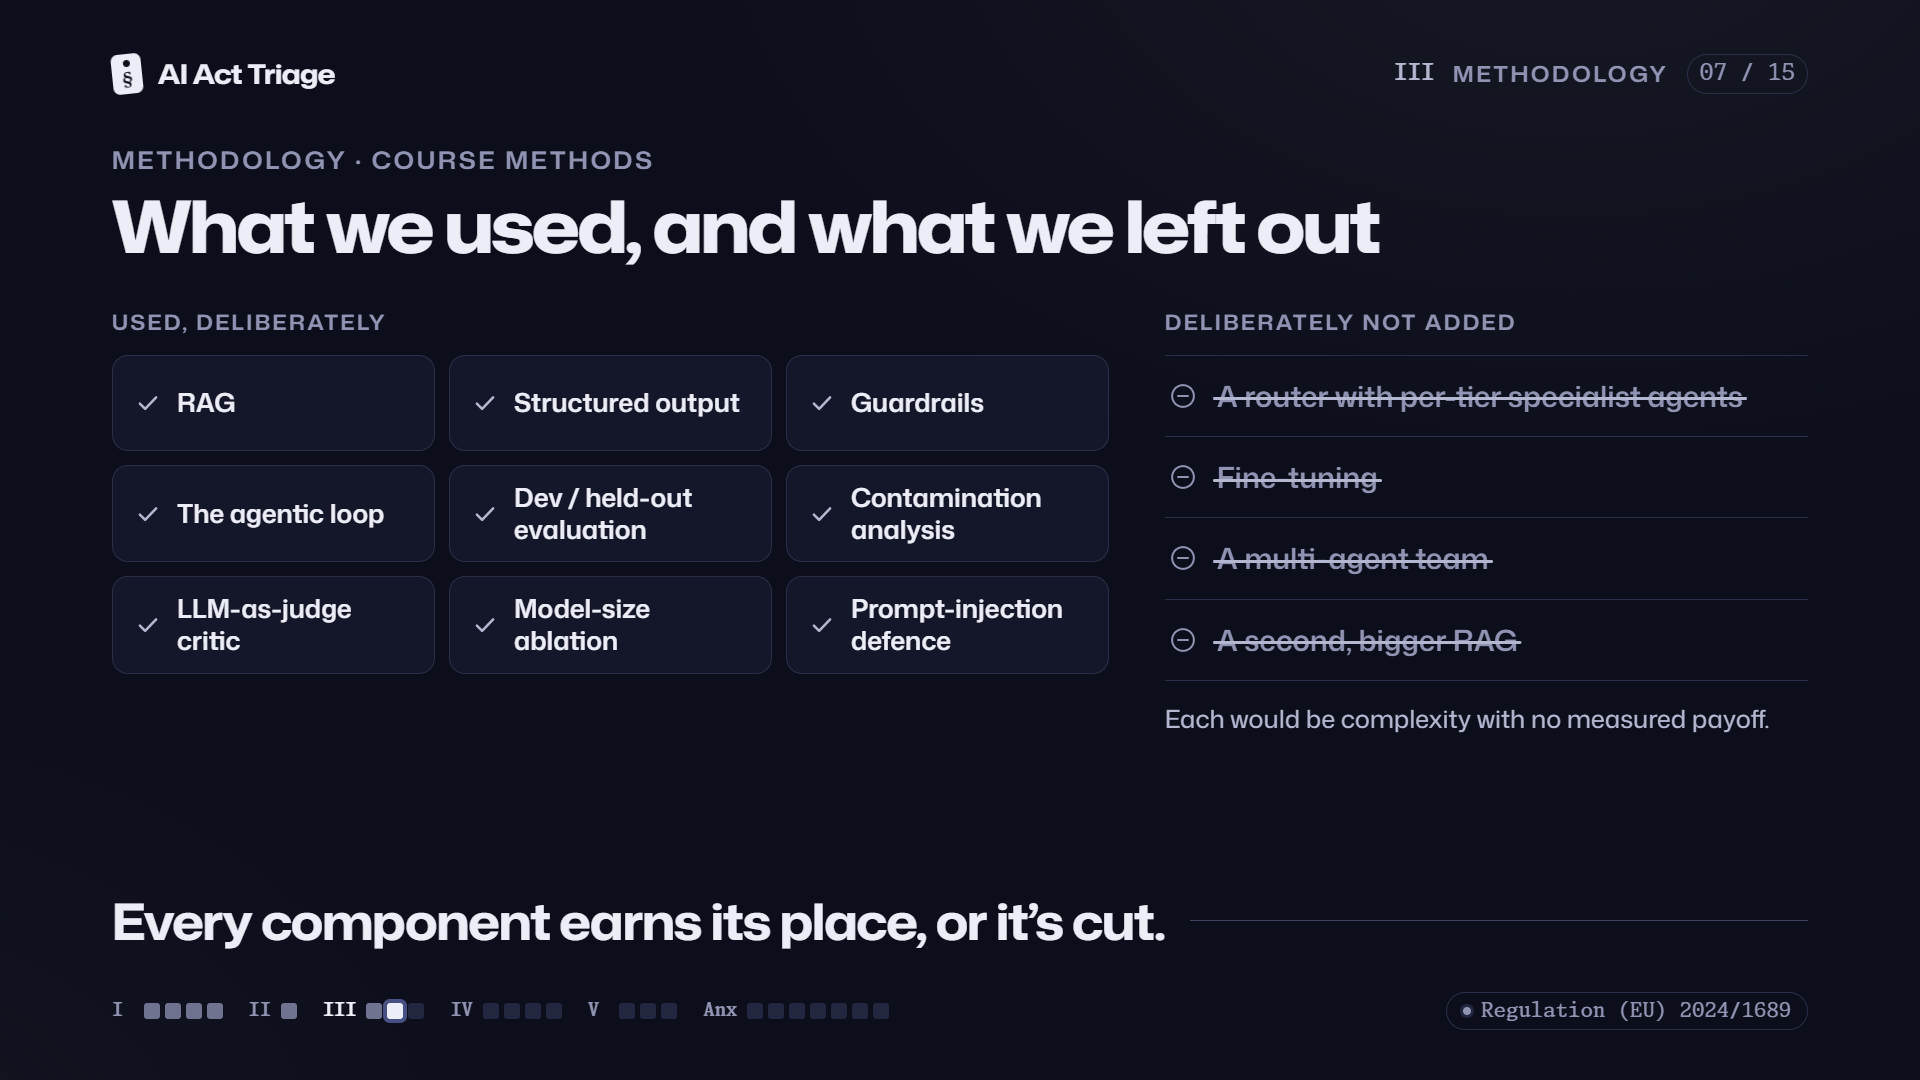 § AI Act Triage
III METHODOLOGY 07 / 15
METHODOLOGY · COURSE METHODS
What we used, and what we left out
USED, DELIBERATELY
RAG
Structured output
Guardrails
The agentic loop
Dev / held-out
evaluation
Contamination
analysis
LLM-as-judge
critic
Model-size
ablation
Prompt-injection
defence
DELIBERATELY NOT ADDED
A router with per-tier specialist agents
Fine-tuning
A multi-agent team
A second, bigger RAG
Each would be complexity with no measured payoff.
Every component earns its place, or it’s cut.
I II III IV V Anx
Regulation (EU) 2024/1689